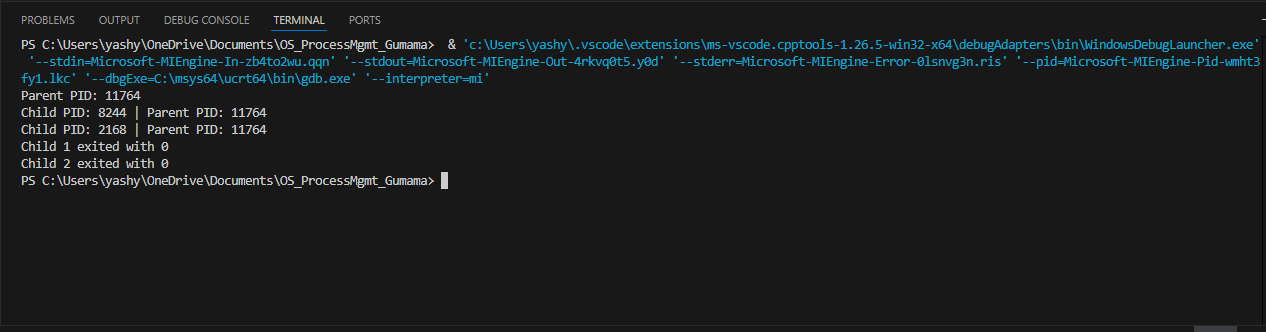 PROBLEMS OUTPUT DEBUG CONSOLE TERMINAL PORTS
PS C:\Users\yashy\OneDrive\Documents\OS_ProcessMgmt_Gumama>  & 'c:\Users\yashy\.vscode\extensions\ms-vscode.cpptools-1.26.5-win32-x64\debugAdapters\bin\WindowsDebugLauncher.exe'
'--stdin=Microsoft-MIEngine-In-zb4to2wu.qqn' '--stdout=Microsoft-MIEngine-Out-4rkvq0t5.y0d' '--stderr=Microsoft-MIEngine-Error-0lsnvg3n.ris' '--pid=Microsoft-MIEngine-Pid-wmht3
fy1.lkc' '--dbgExe=C:\msys64\ucrt64\bin\gdb.exe' '--interpreter=mi'
Parent PID: 11764
Child PID: 8244 | Parent PID: 11764
Child PID: 2168 | Parent PID: 11764
Child 1 exited with 0
Child 2 exited with 0
PS C:\Users\yashy\OneDrive\Documents\OS_ProcessMgmt_Gumama>